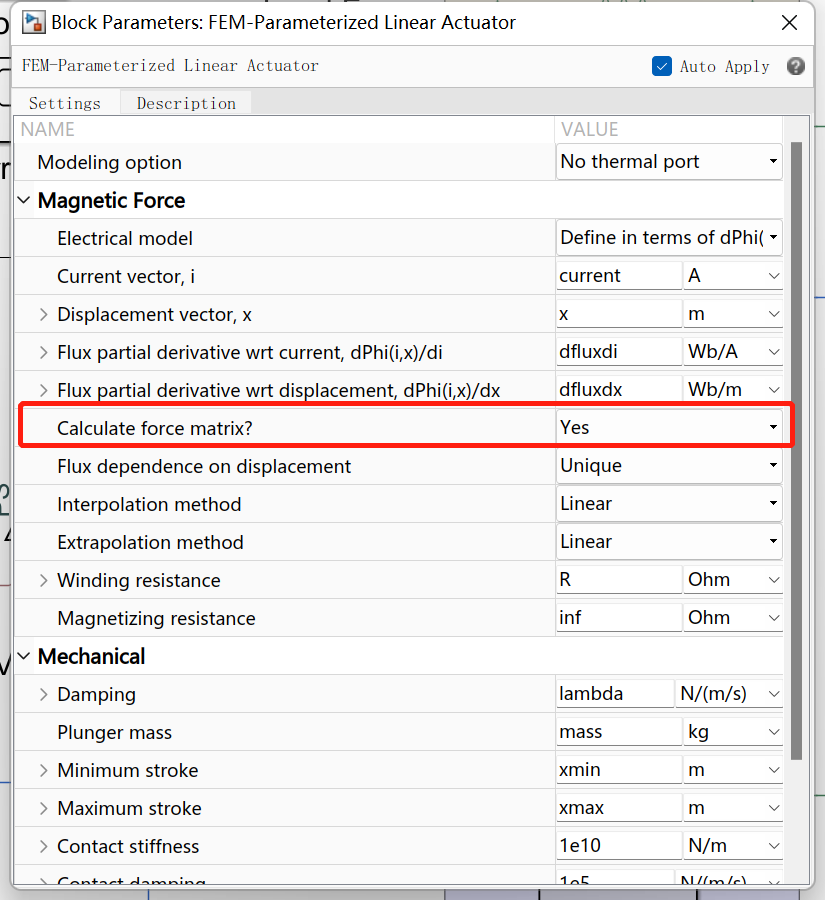 Block Parameters: FEM-Parameterized Linear Actuator
FEM-Parameterized Linear Actuator Auto Apply ?
Settings Description
NAME VALUE
Modeling option No thermal port
Magnetic Force
Electrical model Define in terms of dPhi(
Current vector, i current A
Displacement vector, x x m
Flux partial derivative wrt current, dPhi(i,x)/di dfluxdi Wb/A
Flux partial derivative wrt displacement, dPhi(i,x)/dx dfluxdx Wb/m
Calculate force matrix? Yes
Flux dependence on displacement Unique
Interpolation method Linear
Extrapolation method Linear
Winding resistance R Ohm
Magnetizing resistance inf Ohm
Mechanical
Damping lambda N/(m/s)
Plunger mass mass kg
Minimum stroke xmin m
Maximum stroke xmax m
Contact stiffness 1e10 N/m
Contact damping 1e5 N/(m/s)